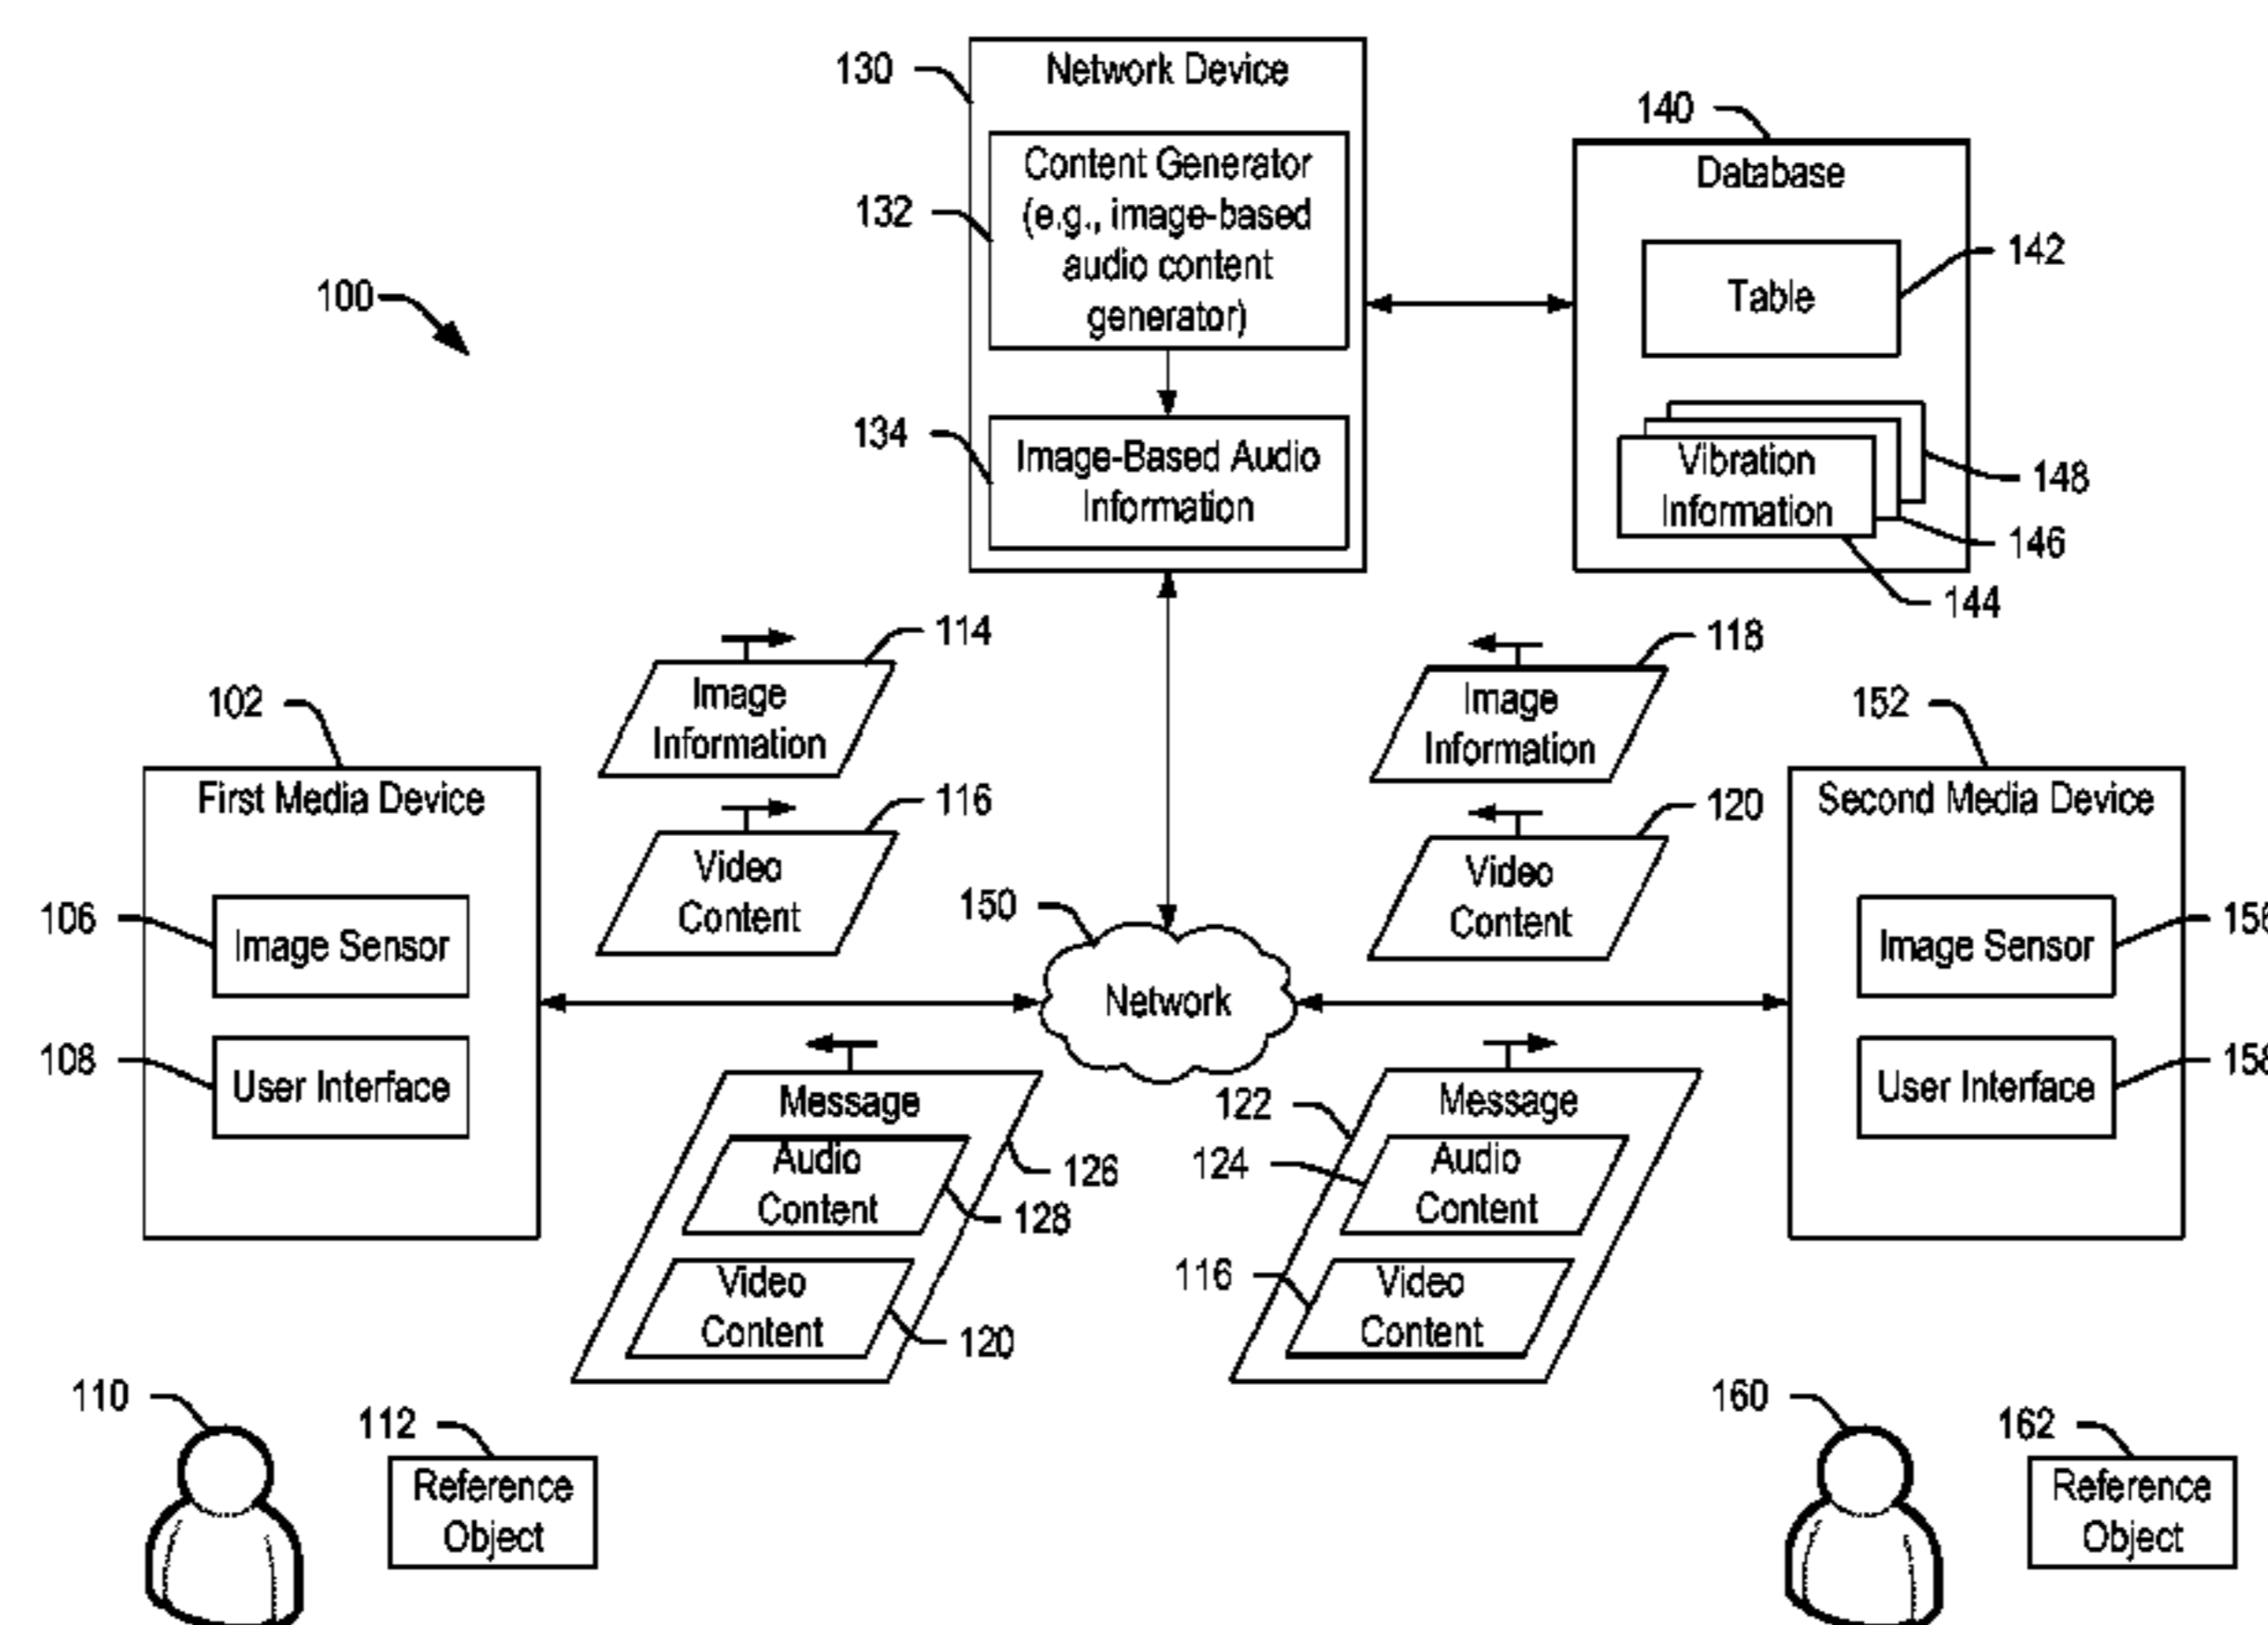 130
Network Device
140
Database
Content Generator
(e.g., image-based
audio content
generator)
132
142
Table
100
134
Image-Based Audio
Information
Vibration
Information
148
146
144
114
Image
Information
118
Image
Information
102
First Media Device
152
Second Media Device
116
Video
Content
120
Video
Content
106
Image Sensor
150
Network
Image Sensor
156
108
User Interface
User Interface
158
Message
126
Audio
Content
128
Video
Content
120
122
Message
124
Audio
Content
116
Video
Content
110
112
Reference
Object
160
162
Reference
Object